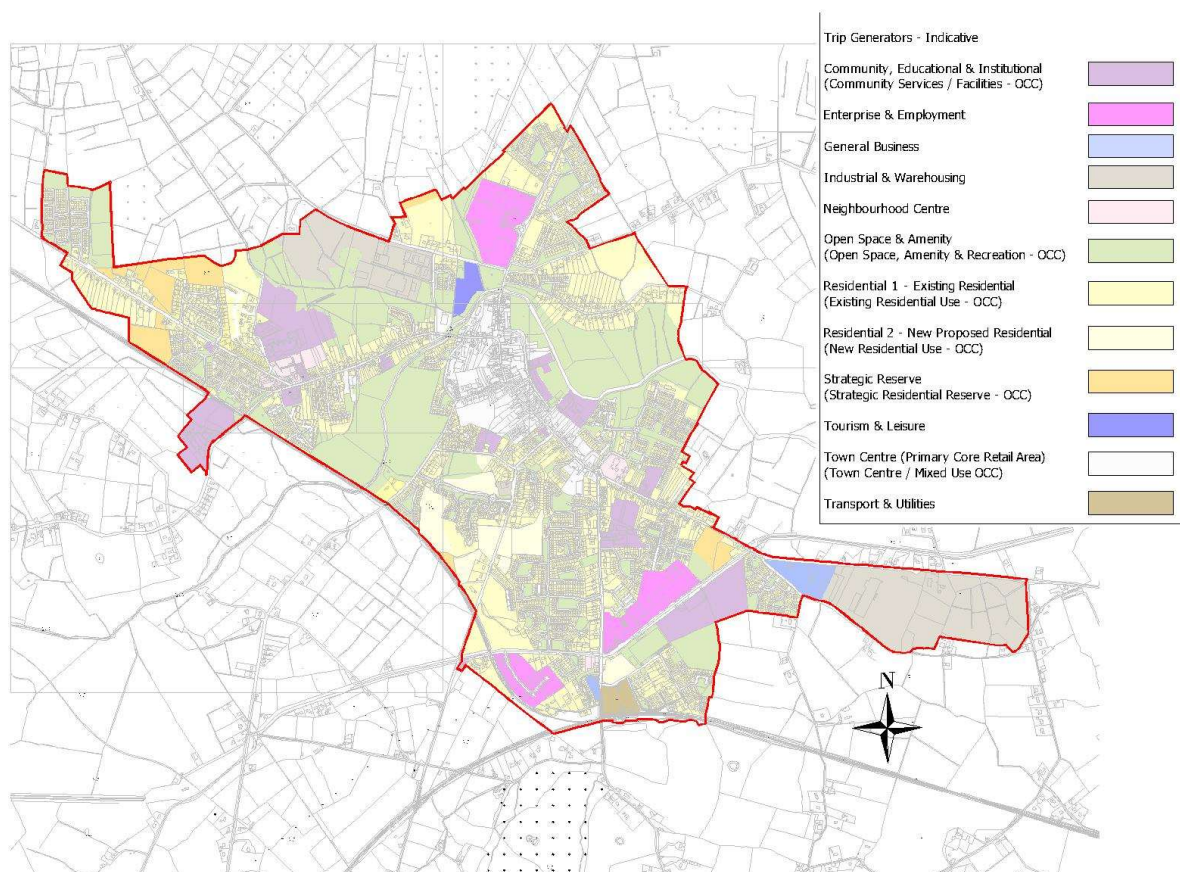 Trip Generators - Indicative
Community, Educational & Institutional
(Community Services / Facilities - OCC)
Enterprise & Employment
General Business
Industrial & Warehousing
Neighbourhood Centre
Open Space & Amenity
(Open Space, Amenity & Recreation - OCC)
Residential 1 - Existing Residential
(Existing Residential Use - OCC)
Residential 2 - New Proposed Residential
(New Residential Use - OCC)
Strategic Reserve
(Strategic Residential Reserve - OCC)
Tourism & Leisure
Town Centre (Primary Core Retail Area)
(Town Centre / Mixed Use OCC)
Transport & Utilities
N